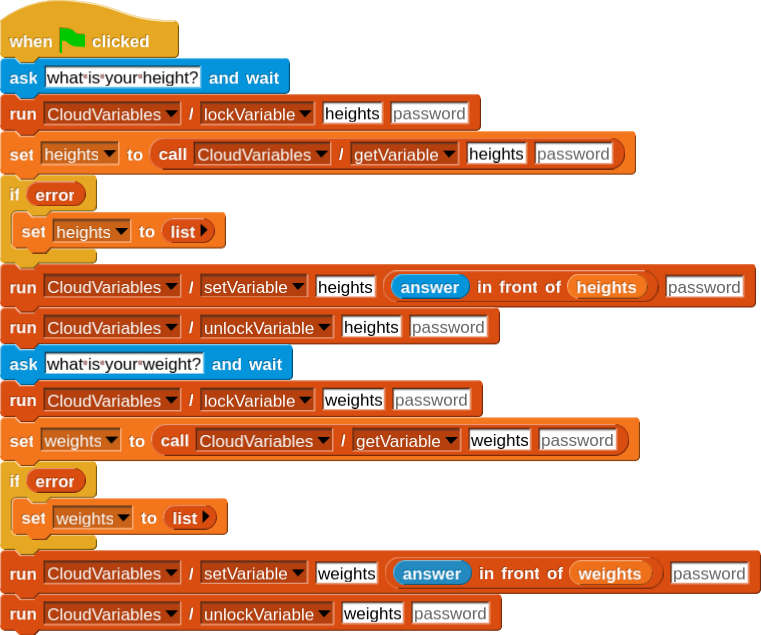 when clicked
ask what is your height? and wait
run CloudVariables / lockVariable heights password
set heights to call CloudVariables / getVariable heights password
if error
set heights to list
run CloudVariables / setVariable heights answer in front of heights password
run CloudVariables / unlockVariable heights password
ask what is your weight? and wait
run CloudVariables / lockVariable weights password
set weights to call CloudVariables / getVariable weights password
if error
set weights to list
run CloudVariables / setVariable weights answer in front of weights password
run CloudVariables / unlockVariable weights password